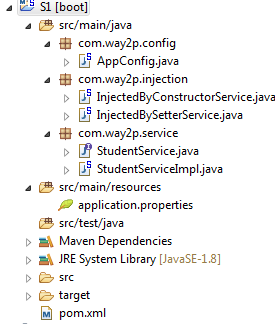 S1 [boot]
src/main/java
com.way2p.config
AppConfig.java
com.way2p.injection
InjectedByConstructorService.java
InjectedBySetterService.java
com.way2p.service
StudentService.java
StudentServiceImpl.java
src/main/resources
application.properties
src/test/java
Maven Dependencies
JRE System Library [JavaSE-1.8]
src
target
pom.xml